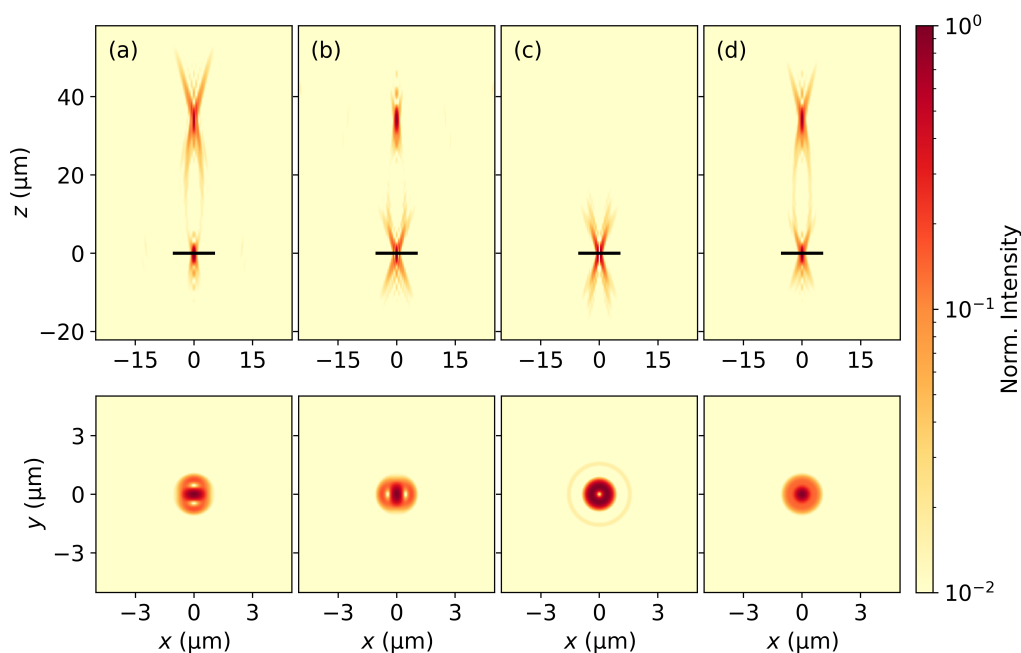 (a) (b) (c) (d)
z (μm)
40
20
0
−20
−15 0 15 −15 0 15 −15 0 15 −15 0 15
y (μm)
3
0
−3
−3 0 3 −3 0 3 −3 0 3 −3 0 3
x (μm) x (μm) x (μm) x (μm)
10⁰
10⁻¹
10⁻²
Norm. Intensity